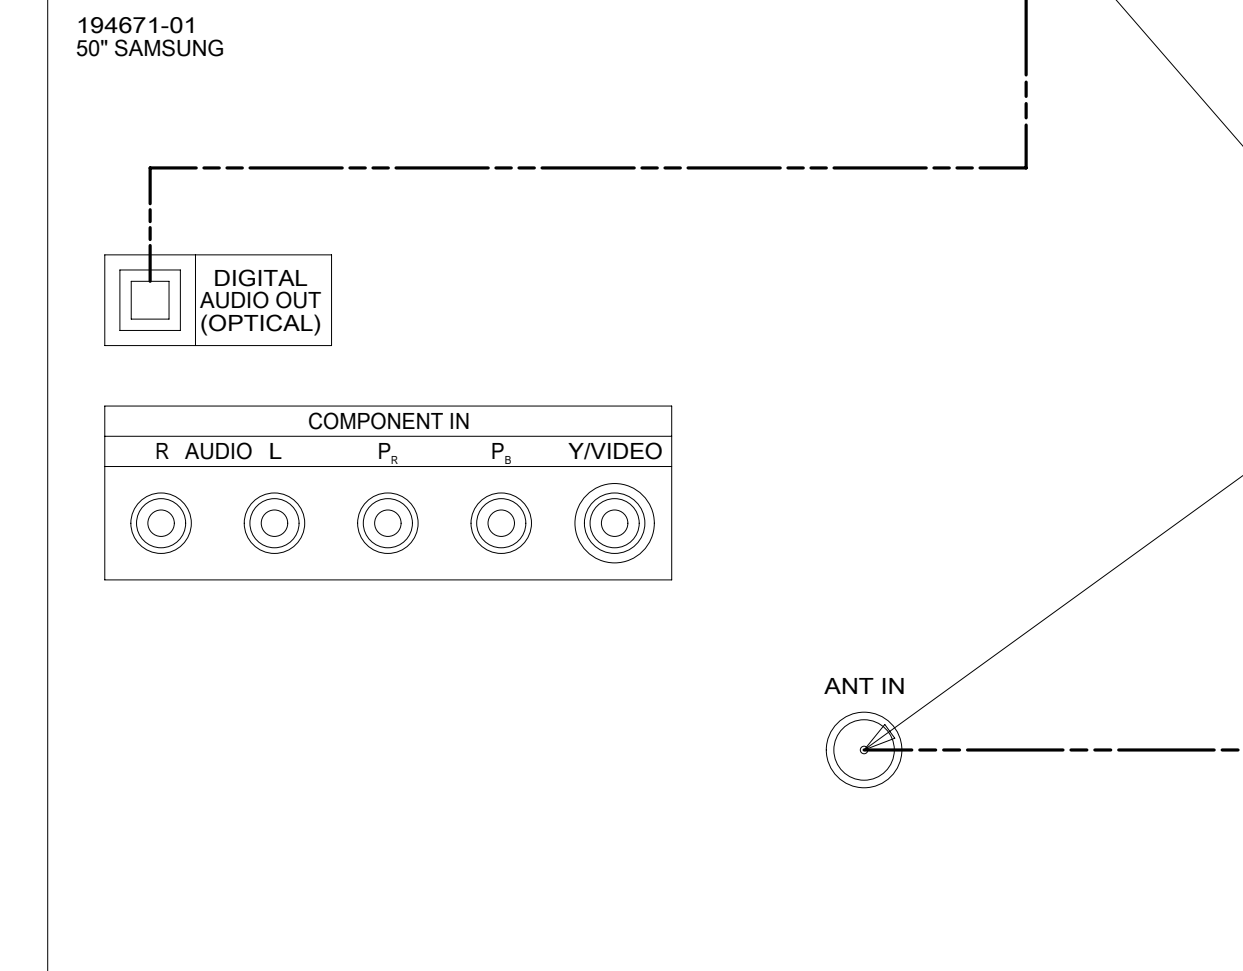 194671-01
50" SAMSUNG
DIGITAL
AUDIO OUT
(OPTICAL)
COMPONENT IN
R AUDIO L PR PB Y/VIDEO
ANT IN